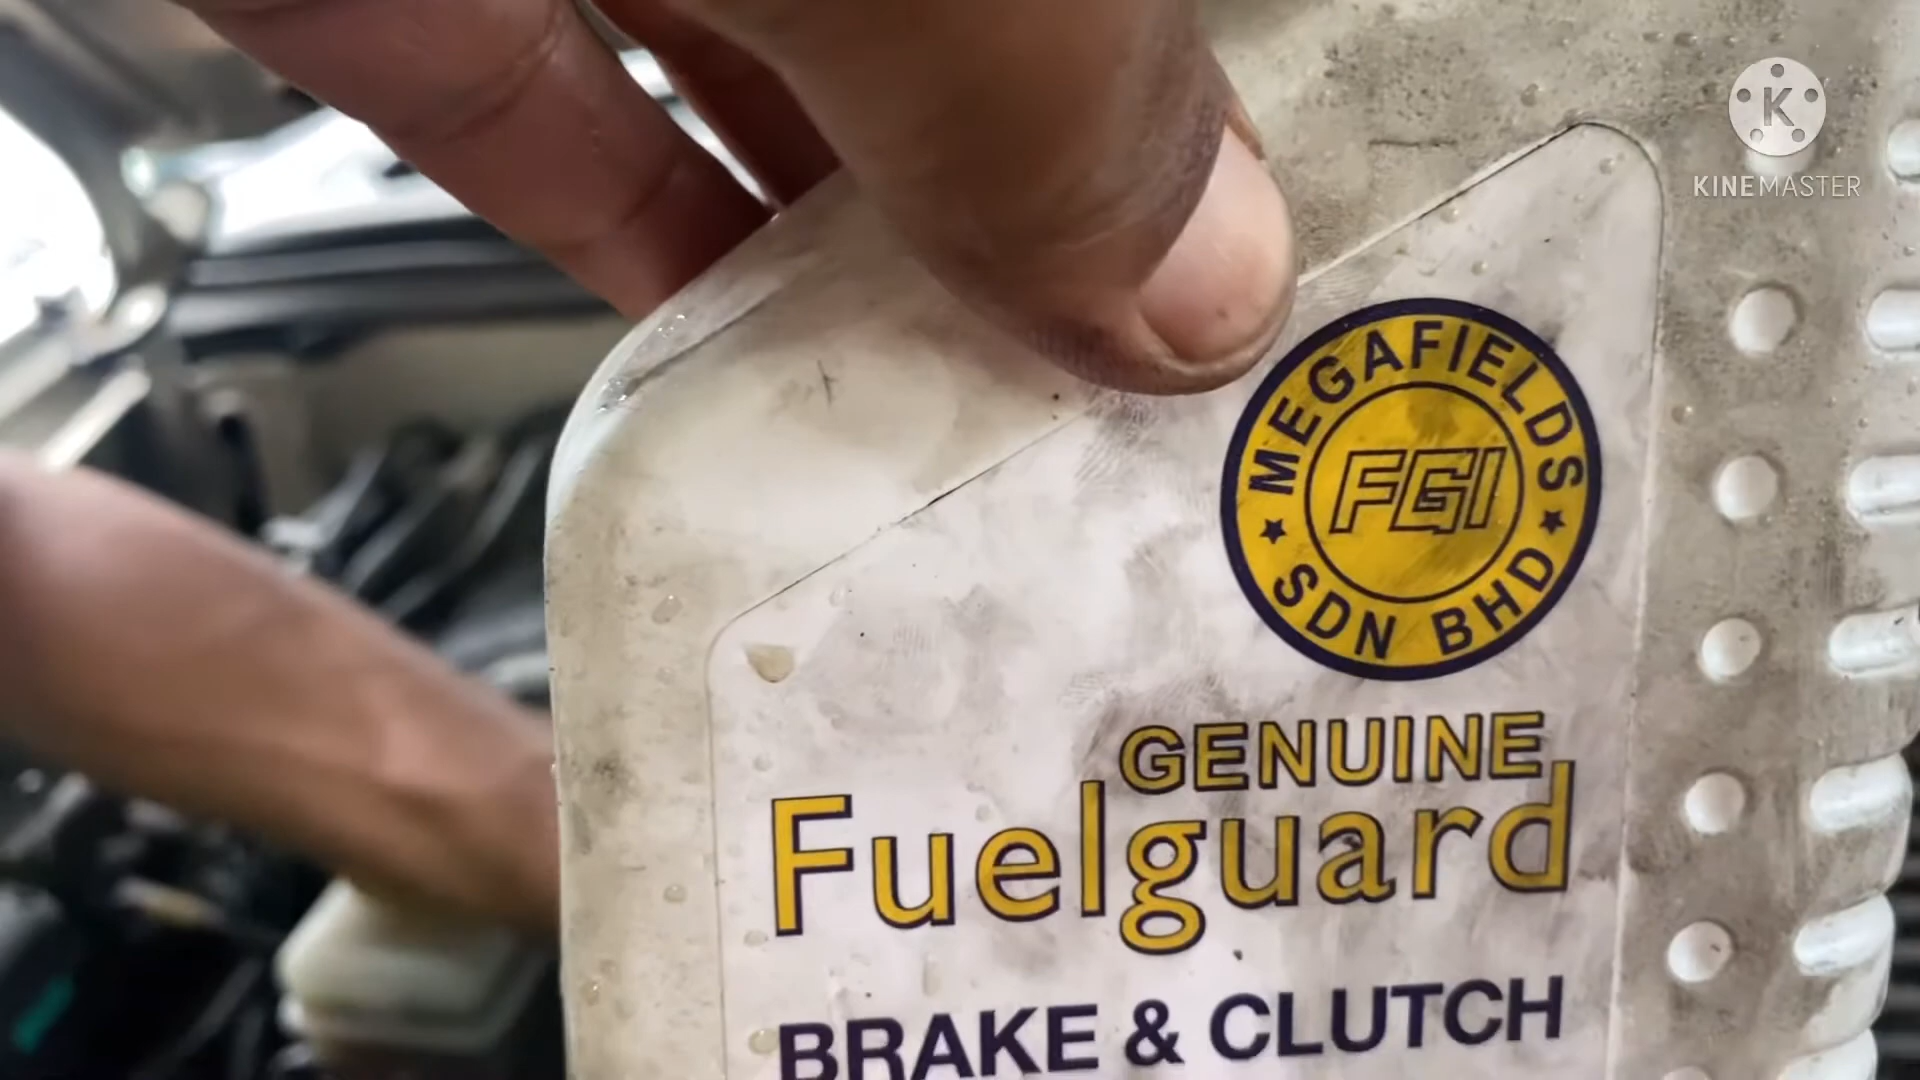 K
KINEMASTER
MEGAFIELDS
FGI
SDN BHD
GENUINE
Fuelguard
BRAKE & CLUTCH